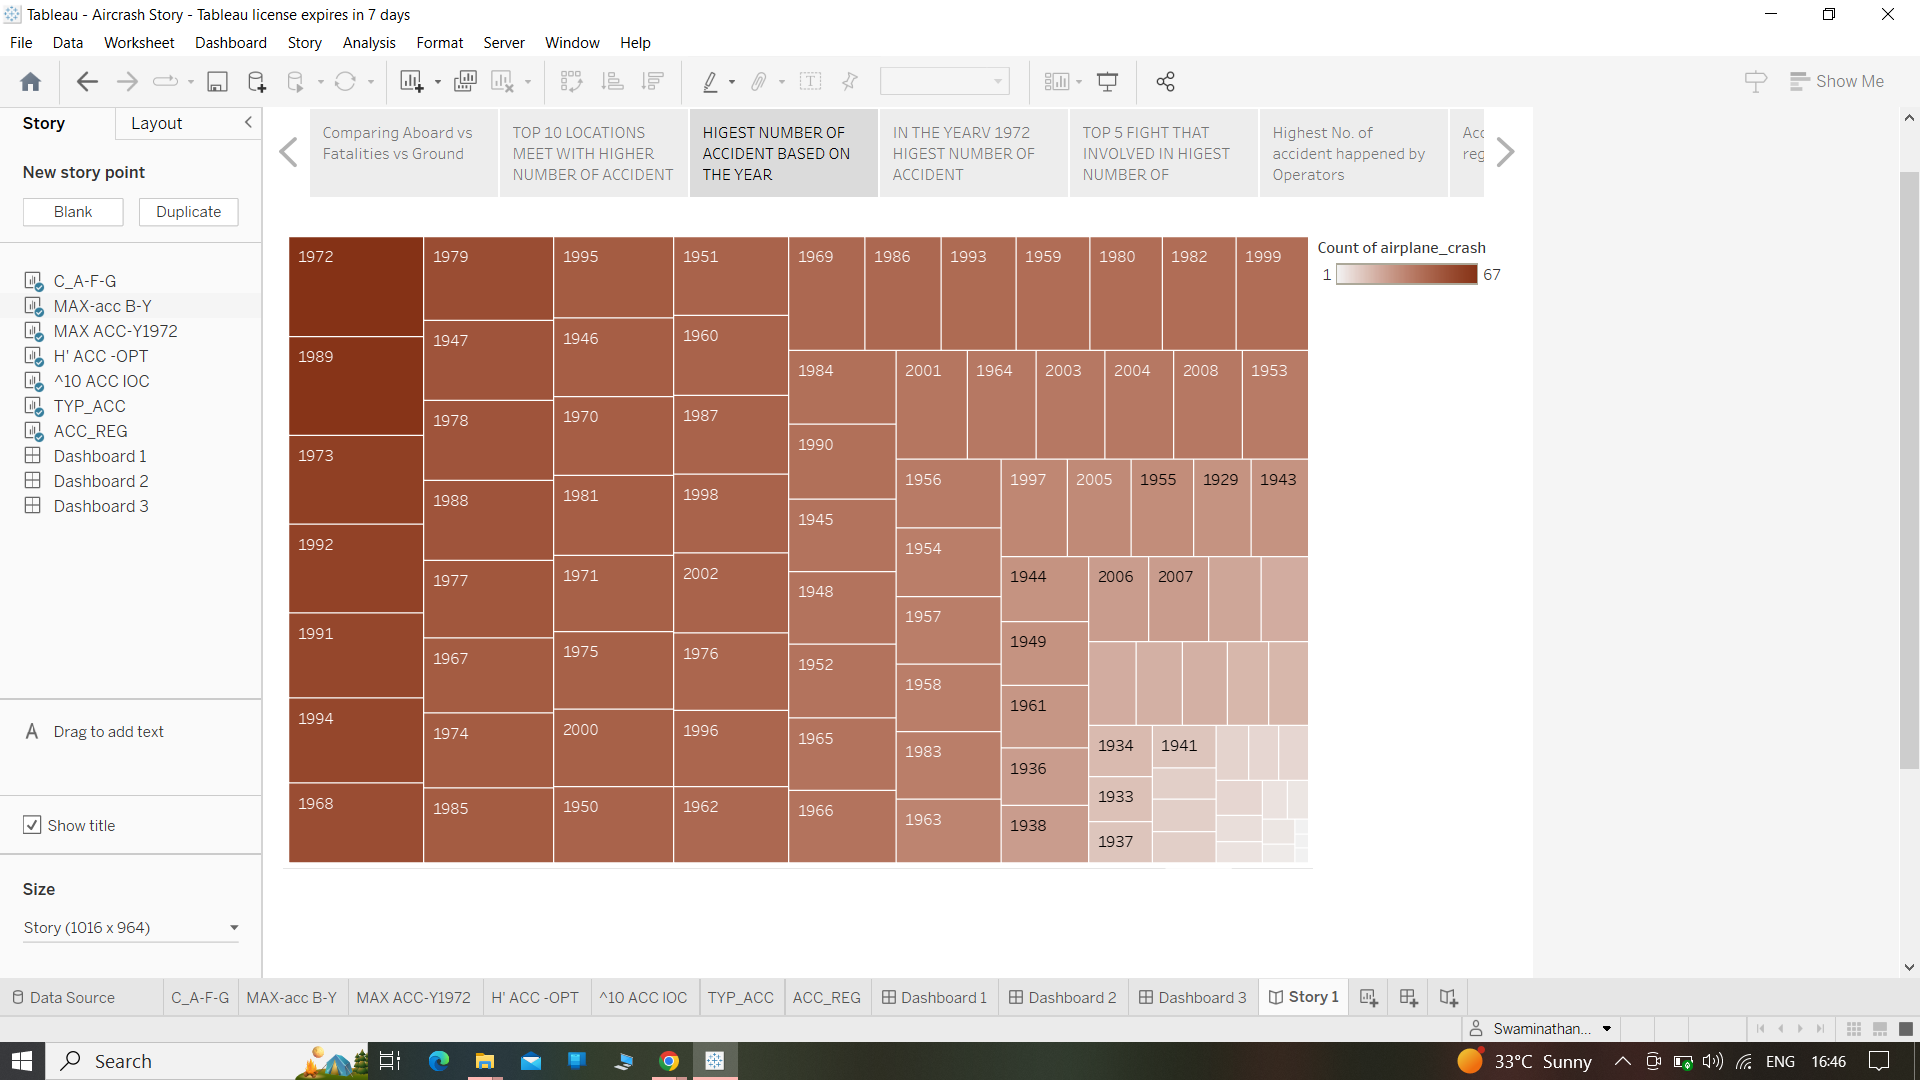 Tableau - Aircrash Story - Tableau license expires in 7 days
File Data Worksheet Dashboard Story Analysis Format Server Window Help
Show Me
Story Layout
New story point
Blank Duplicate
C_A-F-G
MAX-acc B-Y
MAX ACC-Y1972
H' ACC -OPT
^10 ACC lOC
TYP_ACC
ACC_REG
Dashboard 1
Dashboard 2
Dashboard 3
A Drag to add text
Show title
Size
Story (1016 x 964)
Comparing Aboard vs
Fatalities vs Ground
TOP 10 LOCATIONS
MEET WITH HIGHER
NUMBER OF ACCIDENT
HIGEST NUMBER OF
ACCIDENT BASED ON
THE YEAR
IN THE YEARV 1972
HIGEST NUMBER OF
ACCIDENT
TOP 5 FIGHT THAT
INVOLVED IN HIGEST
NUMBER OF
Highest No. of
accident happened by
Operators
Acc
reg
1972
1989
1973
1992
1991
1994
1968
1979
1947
1978
1988
1977
1967
1974
1985
1995
1946
1970
1981
1971
1975
2000
1950
1951
1960
1987
1998
2002
1976
1996
1962
1969 1986 1993 1959 1980 1982 1999
1984
1990
1945
1948
1952
1965
1966
2001 1964 2003 2004 2008 1953
1956
1954
1957
1958
1983
1963
1997 2005 1955 1929 1943
1944
1949
1961
1936
1938
2006 2007
1934 1941
1933
1937
Count of airplane_crash
1 67
Data Source C_A-F-G MAX-acc B-Y MAX ACC-Y1972 H' ACC -OPT ^10 ACC lOC TYP_ACC ACC_REG Dashboard 1 Dashboard 2 Dashboard 3 Story 1
Swaminathan...
Search 33°C Sunny ENG 16:46